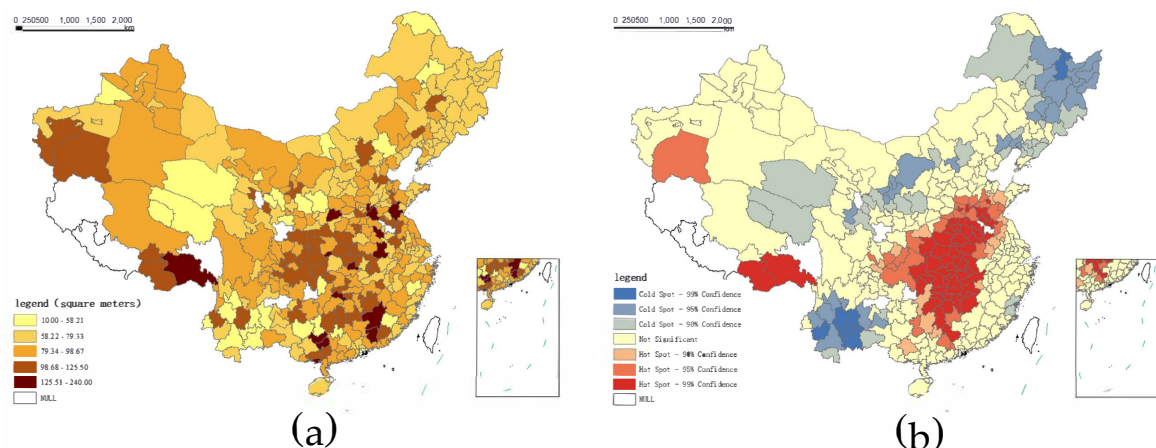 0 250500 1,000 1,500 2,000
km
legend (square meters)
10.00 - 58.21
58.22 - 79.33
79.34 - 98.67
98.68 - 125.50
125.51 - 240.00
NULL
(a)
0 250500 1,000 1,500 2,000
km
legend
Cold Spot - 99% Confidence
Cold Spot - 95% Confidence
Cold Spot - 90% Confidence
Not Significant
Hot Spot - 90% Confidence
Hot Spot - 95% Confidence
Hot Spot - 99% Confidence
NULL
(b)